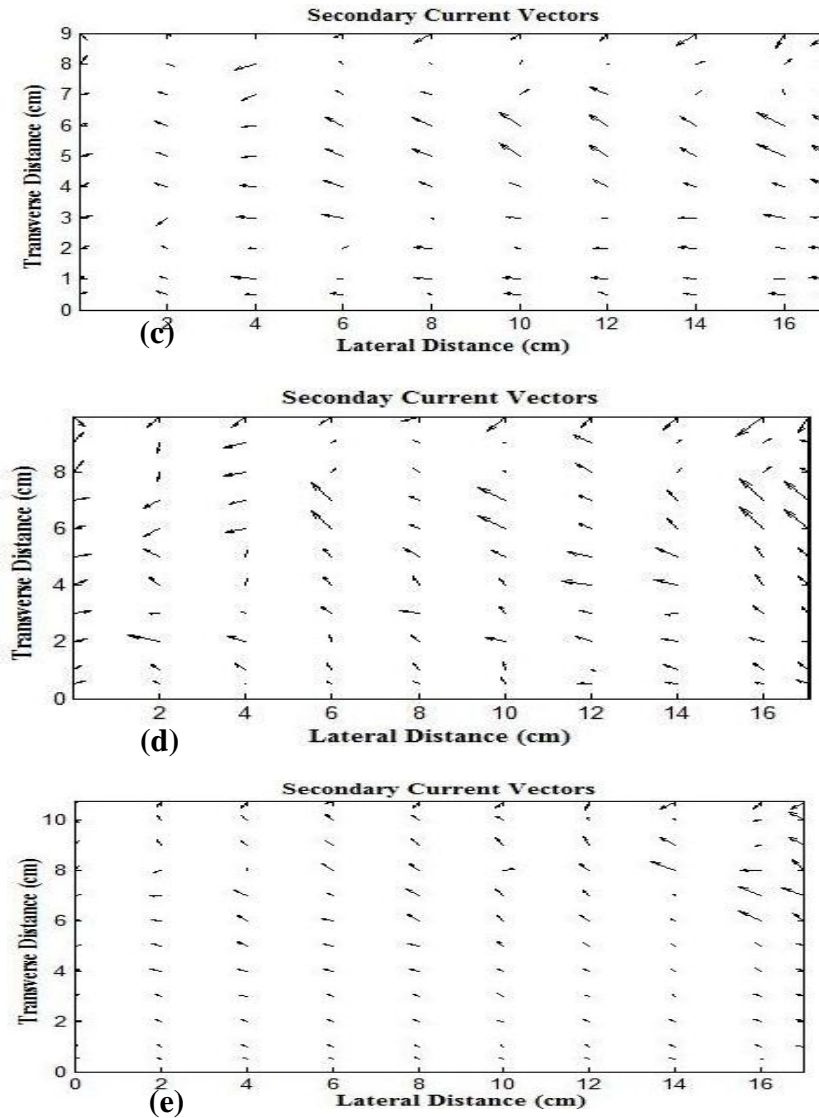 Secondary Current Vectors
9
8
7
6
5
4
3
2
1
0
Transverse Distance (cm)
2 4 6 8 10 12 14 16
(c)
Lateral Distance (cm)
Seconday Current Vectors
8
6
4
2
0
Transverse Distance (cm)
2 4 6 8 10 12 14 16
(d)
Lateral Distance (cm)
Secondary Current Vectors
10
8
6
4
2
0
Transverse Distance (cm)
0 2 4 6 8 10 12 14 16
(e)
Lateral Distance (cm)